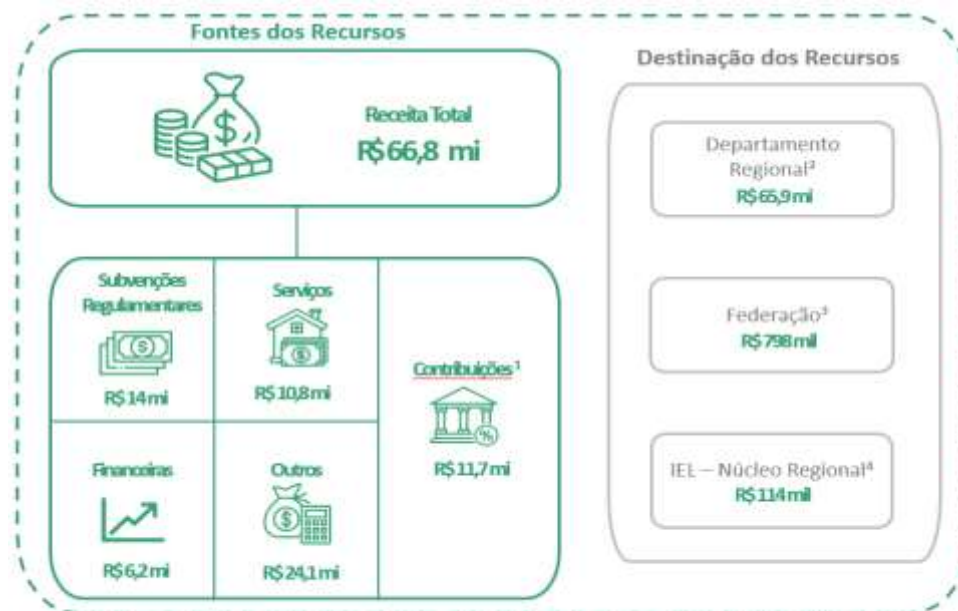 Fontes dos Recursos
Receita Total
R$66,8 mi
Subvenções
Regulamentares
R$14 mi
Serviços
R$10,8 mi
Contribuições¹
R$11,7 mi
Financeiras
R$6,2 mi
Outros
R$24,1 mi
Destinação dos Recursos
Departamento
Regional²
R$65,9 mi
Federação³
R$798 mil
IEL – Núcleo Regional⁴
R$114 mil